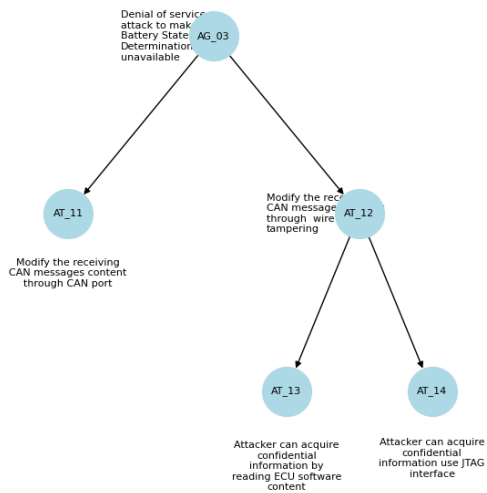 Denial of service
attack to mak
Battery State
Determination
unavailable
AG_03
AT_11
Modify the receiving
CAN messages content
through CAN port
Modify the rece
CAN message
through wire
tampering
AT_12
AT_13
AT_14
Attacker can acquire
confidential
information by
reading ECU software
content
Attacker can acquire
confidential
information use JTAG
interface